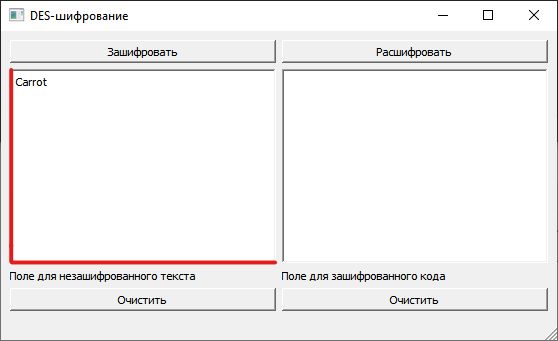 DES-шифрование
Зашифровать
Расшифровать
Carrot
Поле для незашифрованного текста
Поле для зашифрованного кода
Очистить
Очистить